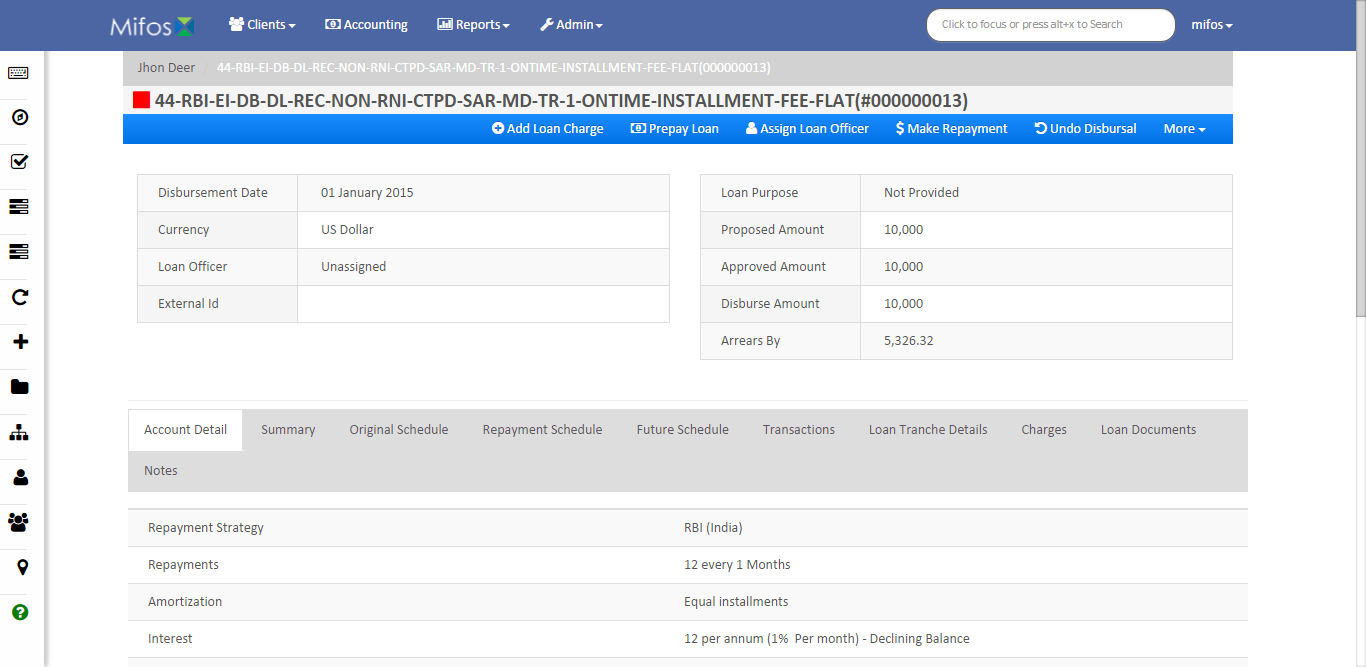 Mifos Clients Accounting Reports Admin Click to focus or press alt+x to Search mifos
Jhon Deer / 44-RBI-EI-DB-DL-REC-NON-RNI-CTPD-SAR-MD-TR-1-ONTIME-INSTALLMENT-FEE-FLAT(000000013)
44-RBI-EI-DB-DL-REC-NON-RNI-CTPD-SAR-MD-TR-1-ONTIME-INSTALLMENT-FEE-FLAT(#000000013)
Add Loan Charge Prepay Loan Assign Loan Officer $ Make Repayment Undo Disbursal More
Disbursement Date 01 January 2015
Currency US Dollar
Loan Officer Unassigned
External Id
Loan Purpose Not Provided
Proposed Amount 10,000
Approved Amount 10,000
Disburse Amount 10,000
Arrears By 5,326.32
Account Detail Summary Original Schedule Repayment Schedule Future Schedule Transactions Loan Tranche Details Charges Loan Documents
Notes
Repayment Strategy RBI (India)
Repayments 12 every 1 Months
Amortization Equal installments
Interest 12 per annum (1% Per month) - Declining Balance